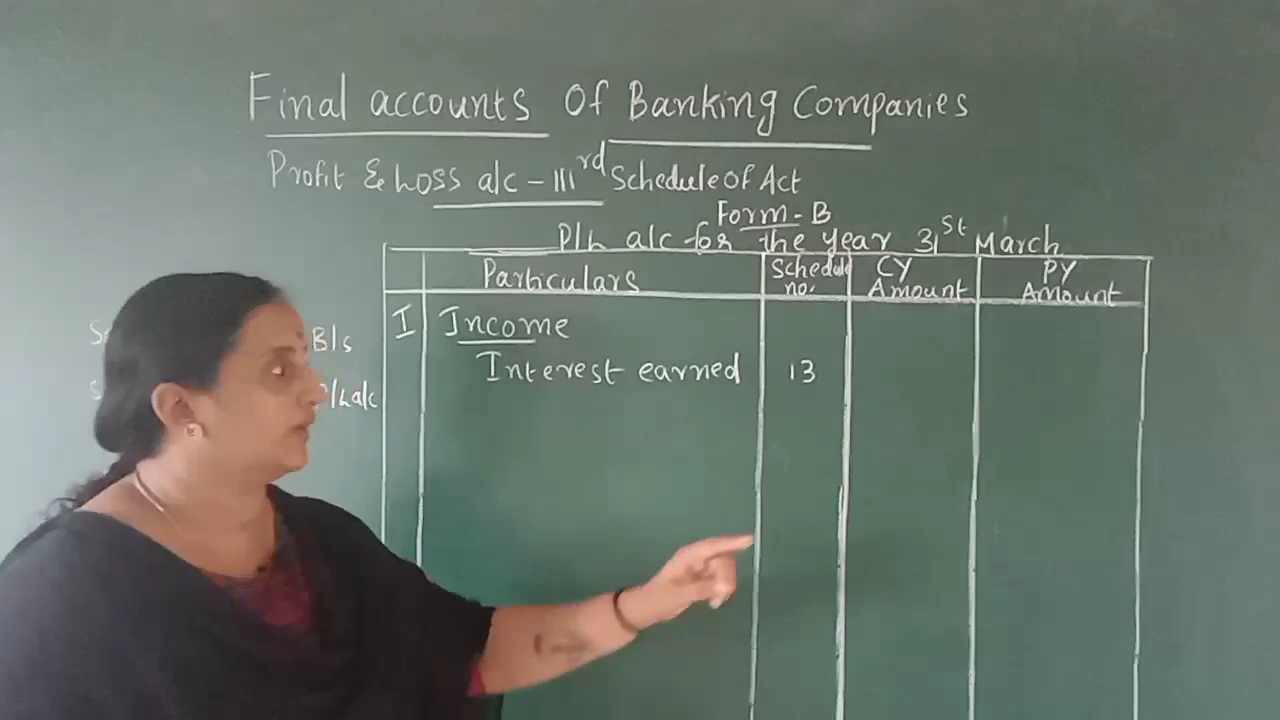 Final accounts Of Banking Companies
Profit & Loss a/c - IIIrd Schedule Of Act
Form - B
P/L a/c for the year 31st March
Particulars Schedule no. CY Amount PY Amount
I Income
B/s
Interest earned 13
P/L a/c